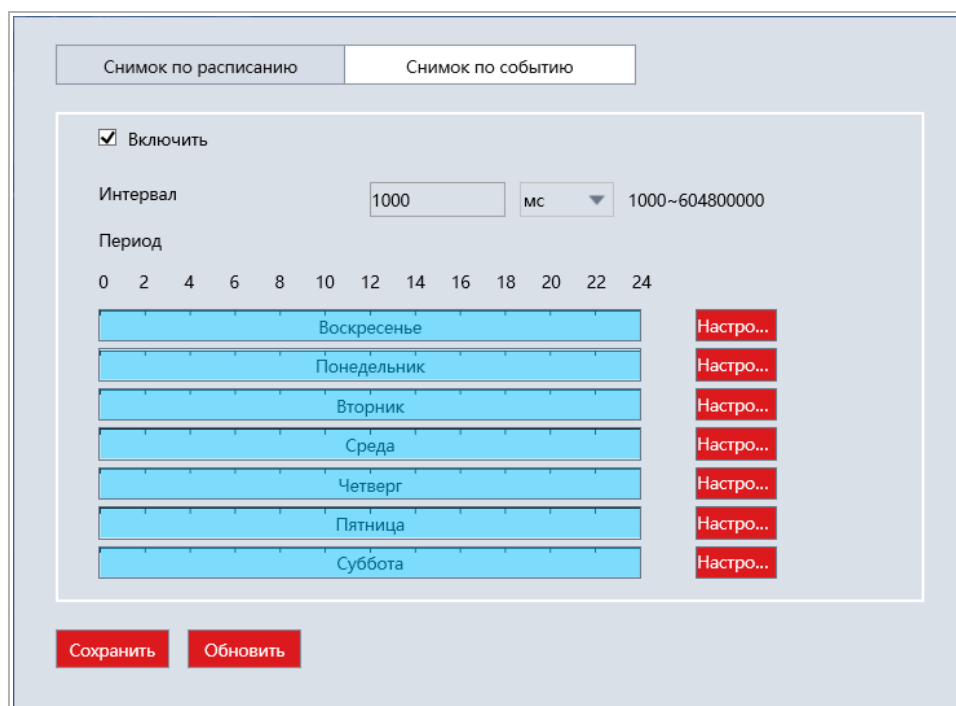 Снимок по расписанию Снимок по событию
Включить
Интервал 1000 мс 1000~604800000
Период
0 2 4 6 8 10 12 14 16 18 20 22 24
Воскресенье Настро...
Понедельник Настро...
Вторник Настро...
Среда Настро...
Четверг Настро...
Пятница Настро...
Суббота Настро...
Сохранить Обновить